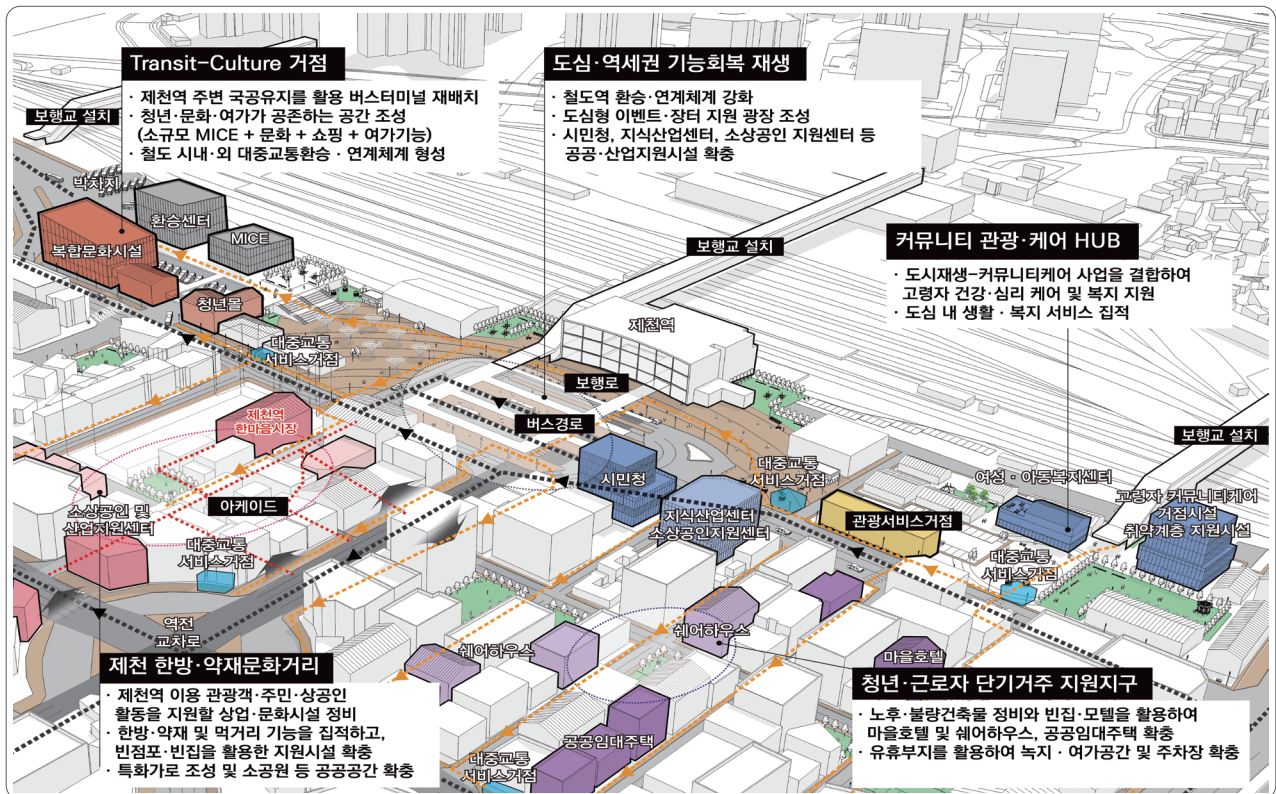 Transit-Culture 거점
· 제천역 주변 국공유지를 활용 버스터미널 재배치
· 청년·문화·여가가 공존하는 공간 조성
(소규모 MICE + 문화 + 쇼핑 + 여가기능)
· 철도 시내·외 대중교통환승 · 연계체계 형성
도심·역세권 기능회복 재생
· 철도역 환승·연계체계 강화
· 도심형 이벤트·장터 지원 광장 조성
· 시민청, 지식산업센터, 소상공인 지원센터 등
공공·산업지원시설 확충
커뮤니티 관광·케어 HUB
· 도시재생-커뮤니티케어 사업을 결합하여
고령자 건강·심리 케어 및 복지 지원
· 도심 내 생활 · 복지 서비스 집적
보행교 설치
박차지
환승센터
복합문화시설
MICE
청년몰
대중교통
서비스거점
보행교 설치
제천역
보행로
버스경로
제천역
한마음시장
아케이드
소상공인 및
산업지원센터
대중교통
서비스거점
역전
교차로
시민청
지식산업센터
소상공인지원센터
대중교통
서비스거점
관광서비스거점
여성·아동복지센터
보행교 설치
고령자 커뮤니티케어
거점시설
취약계층 지원시설
대중교통
서비스거점
쉐어하우스
쉐어하우스
마을호텔
공공임대주택
대중교통
서비스거점
제천 한방·약재문화거리
· 제천역 이용 관광객·주민·상공인
활동을 지원할 상업·문화시설 정비
· 한방·약재 및 먹거리 기능을 집적하고,
빈점포·빈집을 활용한 지원시설 확충
· 특화가로 조성 및 소공원 등 공공공간 확충
청년·근로자 단기거주 지원지구
· 노후·불량건축물 정비와 빈집·모텔을 활용하여
마을호텔 및 쉐어하우스, 공공임대주택 확충
· 유휴부지를 활용하여 녹지 · 여가공간 및 주차장 확충